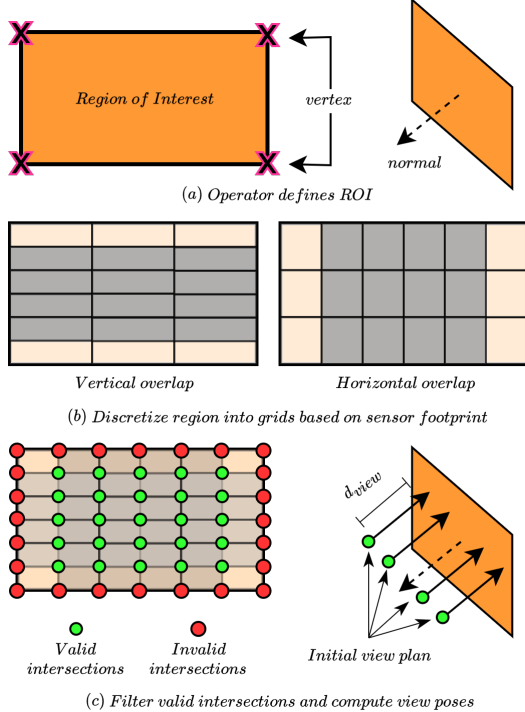 Region of Interest
vertex
normal
(a) Operator defines ROI
Vertical overlap
Horizontal overlap
(b) Discretize region into grids based on sensor footprint
d_view
Valid
intersections
Invalid
intersections
Initial view plan
(c) Filter valid intersections and compute view poses